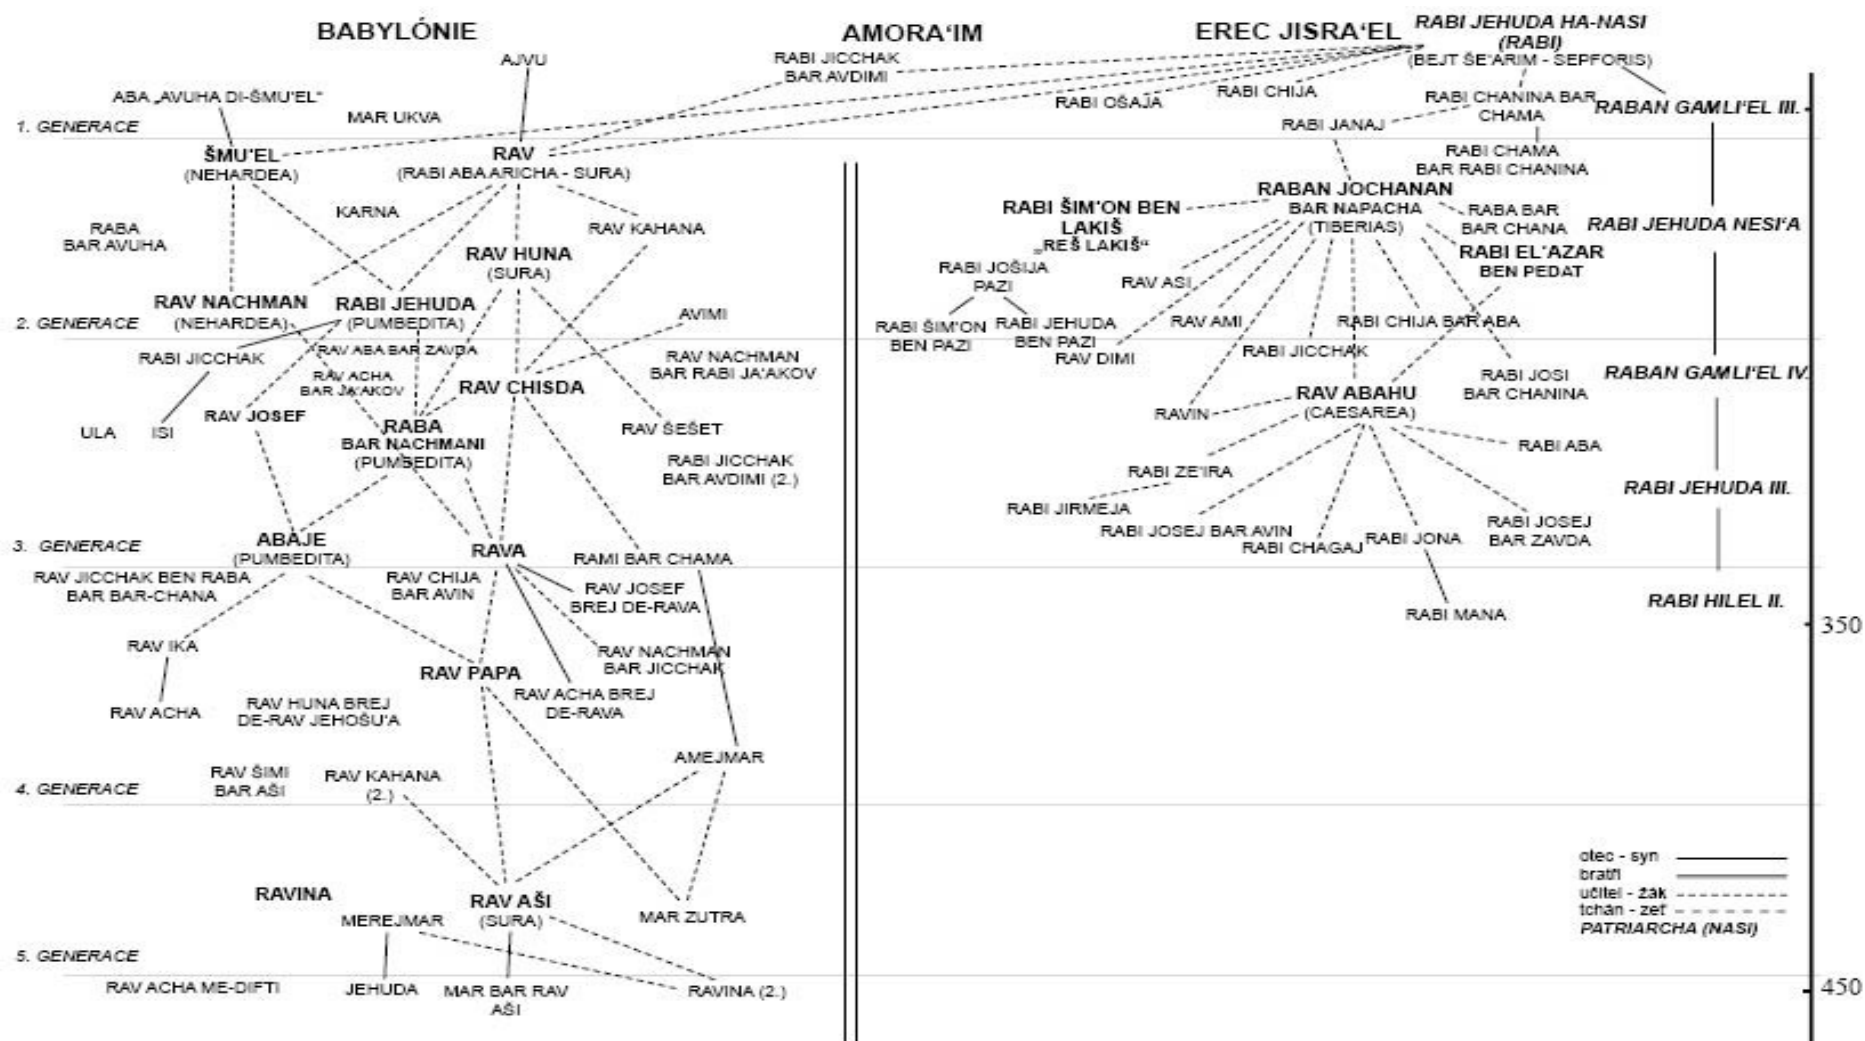 BABYLÓNIE
AMORA‘IM
EREC JISRA‘EL
RABI JEHUDA HA-NASI
(RABI)
(BEJT ŠE'ARIM - SEPFORIS)
AJVU
RABI JICCHAK
BAR AVDIMI
ABA „AVUHA DI-ŠMU'EL“
MAR UKVA
RABI OŠAJA
RABI CHIJA
RABI CHANINA BAR
CHAMA
RABAN GAMLI‘EL III.
1. GENERACE
RABI JANAJ
ŠMU'EL
(NEHARDEA)
RAV
(RABI ABA ARICHA - SURA)
RABI CHAMA
BAR RABI CHANINA
RABAN JOCHANAN
BAR NAPACHA
(TIBERIAS)
RABI ŠIM'ON BEN
LAKIŠ
„REŠ LAKIŠ“
RABA BAR
BAR CHANA
RABI JEHUDA NESI‘A
RABA
BAR AVUHA
KARNA
RAV KAHANA
RAV HUNA
(SURA)
RABI EL'AZAR
BEN PEDAT
RABI JOŠIJA
PAZI
RAV ASI
RAV NACHMAN
(NEHARDEA)
RABI JEHUDA
(PUMBEDITA)
AVIMI
2. GENERACE
RABI ŠIM'ON
BEN PAZI
RABI JEHUDA
BEN PAZI
RAV AMI
RABI CHIJA BAR ABA
RABI JICCHAK
RAV ABA BAR ZAVDA
RAV NACHMAN
BAR RABI JA'AKOV
RAV DIMI
RABI JICCHAK
RAV ACHA
BAR JA'AKOV
RAV CHISDA
RABI JOSI
BAR CHANINA
RABAN GAMLI‘EL IV.
RAV ABAHU
(CAESAREA)
RAV JOSEF
RAVIN
ULA
ISI
RABA
BAR NACHMANI
(PUMBEDITA)
RAV ŠEŠET
RABI ABA
RABI JICCHAK
BAR AVDIMI (2.)
RABI ZE'IRA
RABI JEHUDA III.
RABI JIRMEJA
RABI JOSEJ BAR AVIN
RABI CHAGAJ
RABI JONA
RABI JOSEJ
BAR ZAVDA
3. GENERACE
ABAJE
(PUMBEDITA)
RAVA
RAMI BAR CHAMA
RAV JICCHAK BEN RABA
BAR BAR-CHANA
RAV CHIJA
BAR AVIN
RAV JOSEF
BREJ DE-RAVA
RABI HILEL II.
RABI MANA
350
RAV IKA
RAV NACHMAN
BAR JICCHAK
RAV PAPA
RAV ACHA BREJ
DE-RAVA
RAV ACHA
RAV HUNA BREJ
DE-RAV JEHOŠU'A
AMEJMAR
RAV ŠIMI
BAR AŠI
RAV KAHANA
(2.)
4. GENERACE
otec - syn
bratři
učitel - žák
tchán - zeť
PATRIARCHA (NASI)
RAVINA
RAV AŠI
(SURA)
MEREJMAR
MAR ZUTRA
5. GENERACE
RAV ACHA ME-DIFTI
JEHUDA
MAR BAR RAV
AŠI
RAVINA (2.)
450